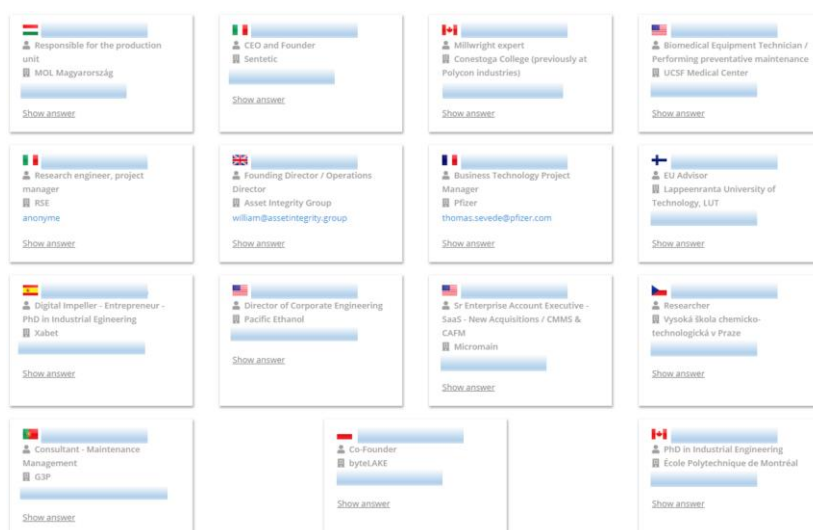 Responsible for the production
unit
MOL Magyarország
Show answer
CEO and Founder
Sentetic
Show answer
Millwright expert
Conestoga College (previously at
Polycon industries)
Show answer
Biomedical Equipment Technician /
Performing preventative maintenance
UCSF Medical Center
Show answer
Research engineer, project
manager
RSE
anonyme
Show answer
Founding Director / Operations
Director
Asset Integrity Group
william@assetintegrity.group
Show answer
Business Technology Project
Manager
Pfizer
thomas.sevede@pfizer.com
Show answer
EU Advisor
Lappeenranta University of
Technology, LUT
Show answer
Digital Impeller - Entrepreneur -
PhD in Industrial Egineering
Xabet
Show answer
Director of Corporate Engineering
Pacific Ethanol
Show answer
Sr Enterprise Account Executive -
SaaS - New Acquisitions / CMMS &
CAFM
Micromain
Show answer
Researcher
Vysoká škola chemicko-
technologická v Praze
Show answer
Consultant - Maintenance
Management
G3P
Show answer
Co-Founder
byteLAKE
Show answer
PhD in Industrial Engineering
École Polytechnique de Montréal
Show answer